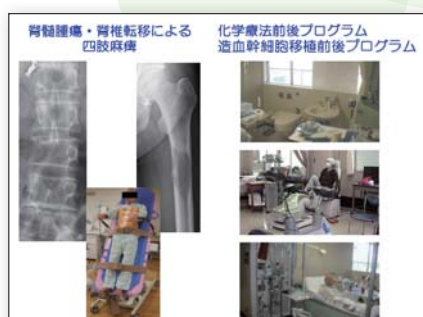 脊髄腫瘍・脊椎転移による
四肢麻痺
化学療法前後プログラム
造血幹細胞移植前後プログラム